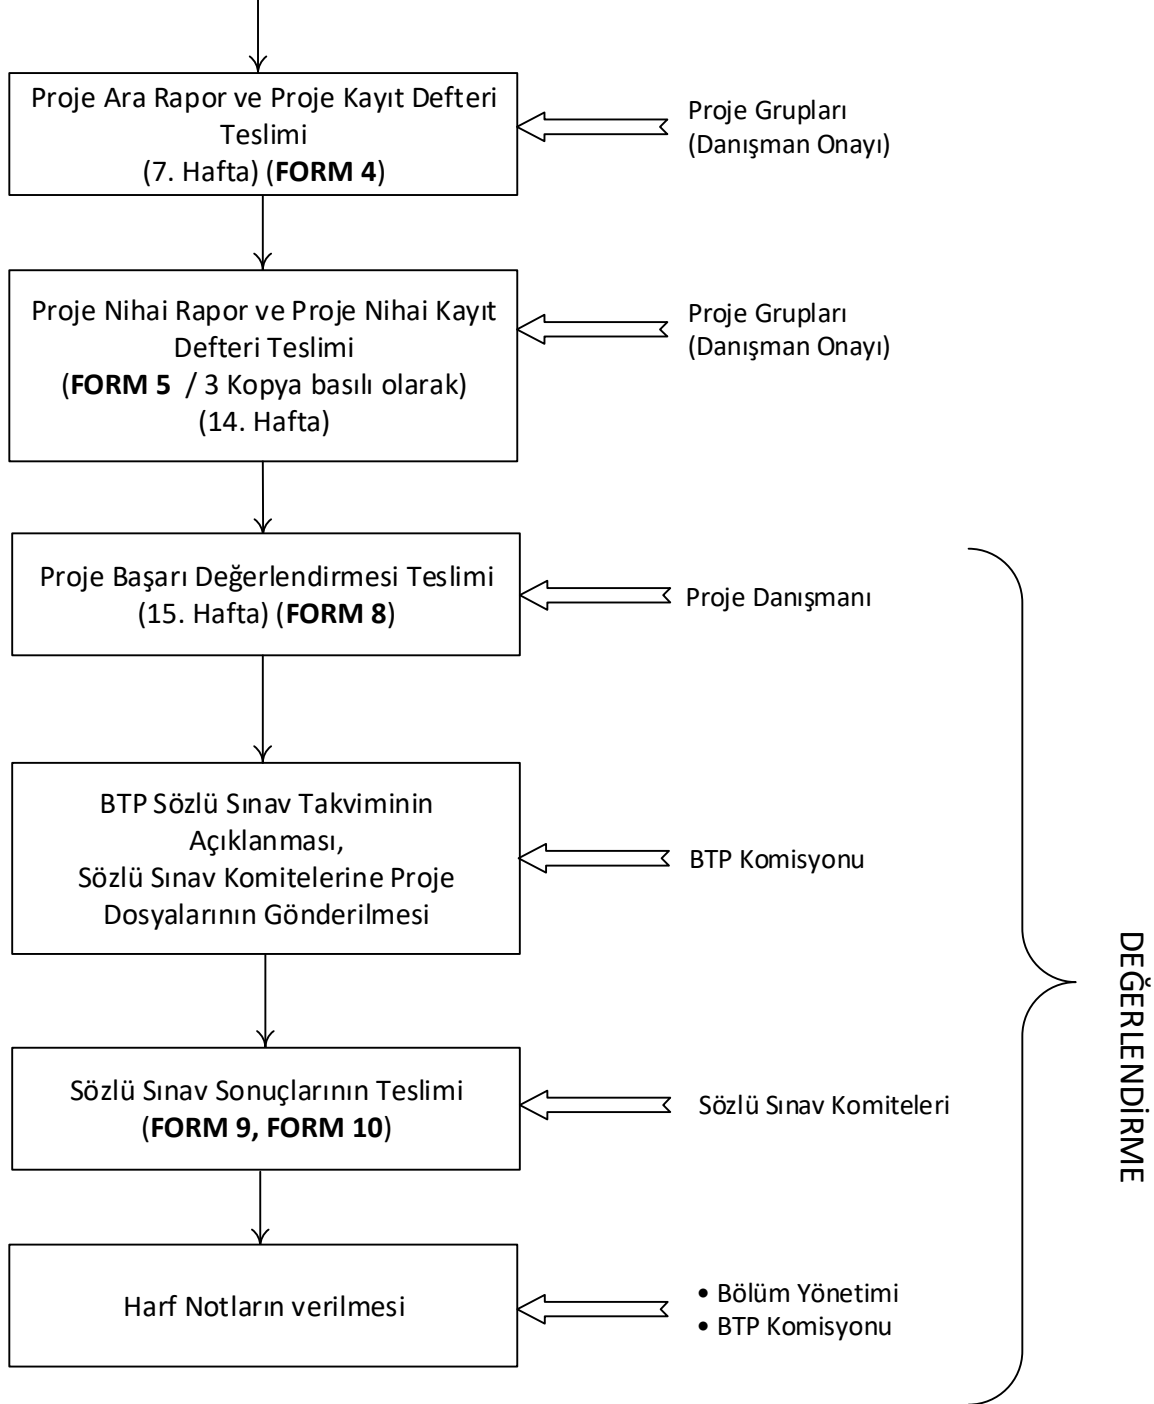 Proje Ara Rapor ve Proje Kayıt Defteri
Teslimi
(7. Hafta) (FORM 4)
Proje Grupları
(Danışman Onayı)
Proje Nihai Rapor ve Proje Nihai Kayıt
Defteri Teslimi
(FORM 5 / 3 Kopya basılı olarak)
(14. Hafta)
Proje Grupları
(Danışman Onayı)
Proje Başarı Değerlendirmesi Teslimi
(15. Hafta) (FORM 8)
Proje Danışmanı
BTP Sözlü Sınav Takviminin
Açıklanması,
Sözlü Sınav Komitelerine Proje
Dosyalarının Gönderilmesi
BTP Komisyonu
Sözlü Sınav Sonuçlarının Teslimi
(FORM 9, FORM 10)
Sözlü Sınav Komiteleri
Harf Notların verilmesi
• Bölüm Yönetimi
• BTP Komisyonu
DEĞERLENDİRME